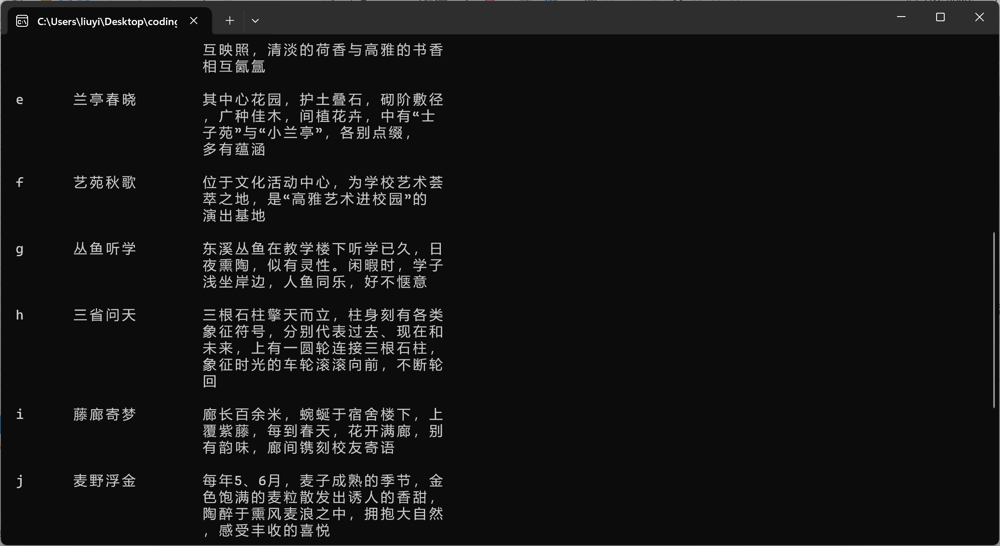 C:\Users\liuyi\Desktop\coding
互映照，清淡的荷香与高雅的书香
相互氤氲
e 兰亭春晓 其中心花园，护土叠石，砌阶敷径
，广种佳木，间植花卉，中有“士
子苑”与“小兰亭”，各别点缀，
多有蕴涵
f 艺苑秋歌 位于文化活动中心，为学校艺术荟
萃之地，是“高雅艺术进校园”的
演出基地
g 丛鱼听学 东溪丛鱼在教学楼下听学已久，日
夜熏陶，似有灵性。闲暇时，学子
浅坐岸边，人鱼同乐，好不惬意
h 三省问天 三根石柱擎天而立，柱身刻有各类
象征符号，分别代表过去、现在和
未来，上有一圆轮连接三根石柱，
象征时光的车轮滚滚向前，不断轮
回
i 藤廊寄梦 廊长百余米，蜿蜒于宿舍楼下，上
覆紫藤，每到春天，花开满廊，别
有韵味，廊间镌刻校友寄语
j 麦野浮金 每年5、6月，麦子成熟的季节，金
色饱满的麦粒散发出诱人的香甜，
陶醉于熏风麦浪之中，拥抱大自然
，感受丰收的喜悦